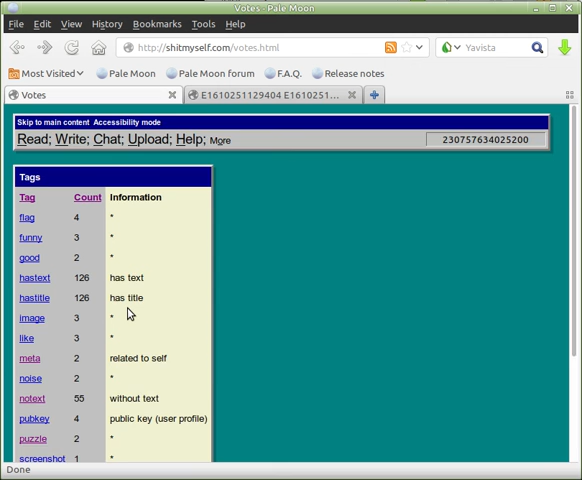 Votes - Pale Moon
File Edit View History Bookmarks Tools Help
http://shitmyself.com/votes.html
Yavista
Most Visited Pale Moon Pale Moon forum F.A.Q. Release notes
Votes E1610251129404 E1610251...
Skip to main content Accessibility mode
Read; Write; Chat; Upload; Help; More
230757634025200
Tags
Tag Count Information
flag 4 *
funny 3 *
good 2 *
hastext 126 has text
hastitle 126 has title
image 3 *
like 3 *
meta 2 related to self
noise 2 *
notext 55 without text
pubkey 4 public key (user profile)
puzzle 2 *
screenshot 1 *
Done